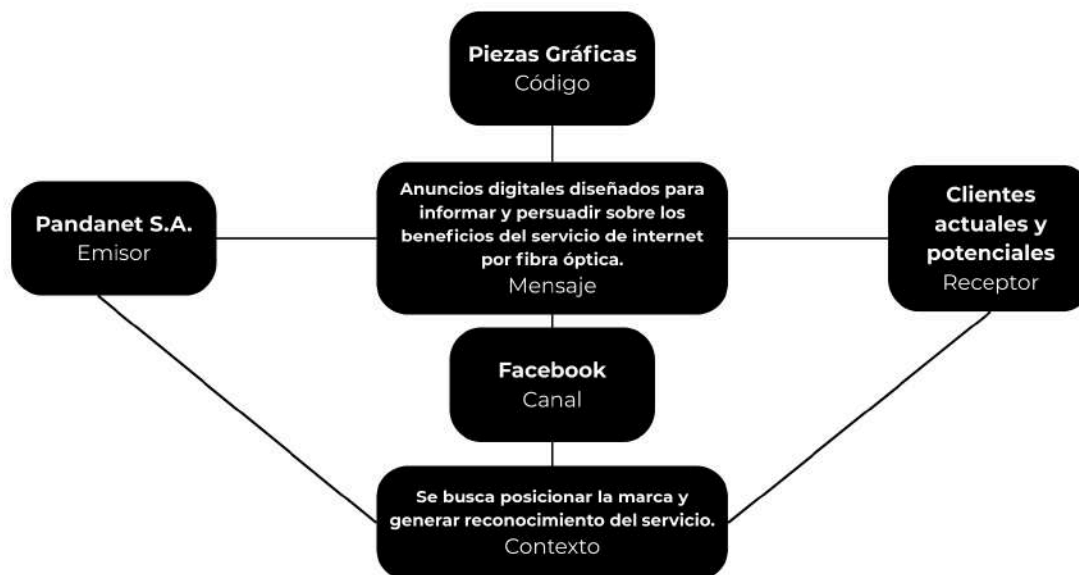 Piezas Gráficas
Código
Anuncios digitales diseñados para
informar y persuadir sobre los
beneficios del servicio de internet
por fibra óptica.
Mensaje
Pandanet S.A.
Emisor
Clientes
actuales y
potenciales
Receptor
Facebook
Canal
Se busca posicionar la marca y
generar reconocimiento del servicio.
Contexto